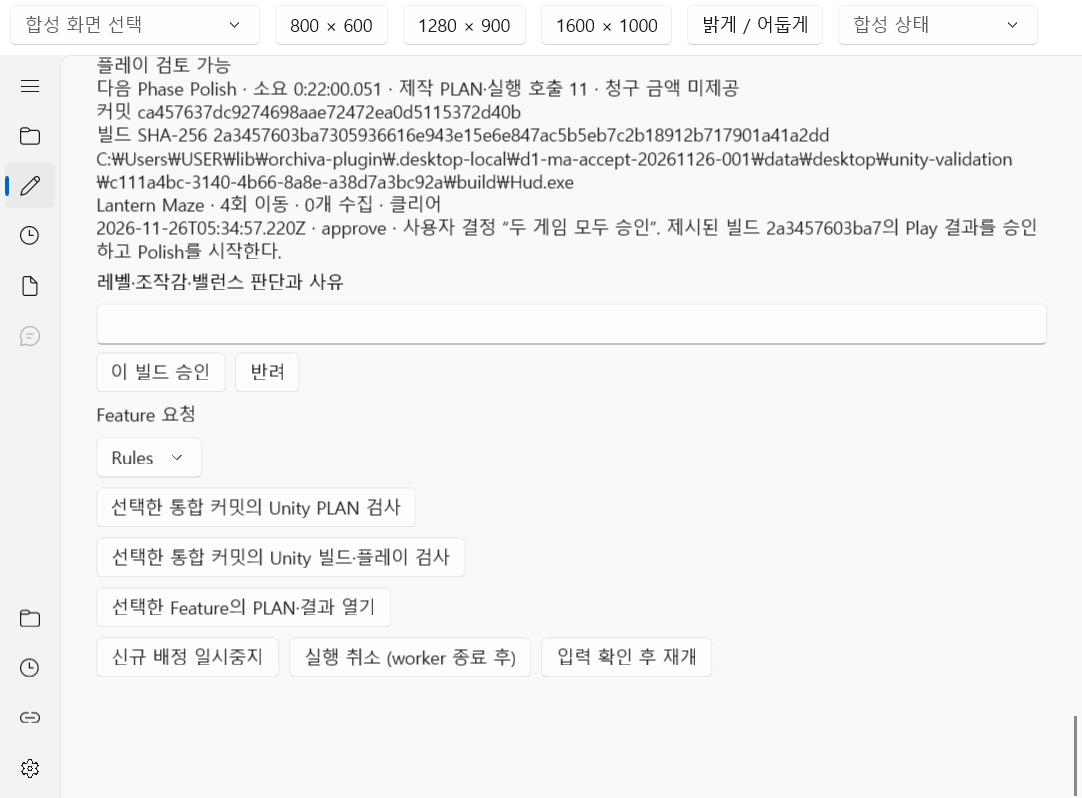 합성 화면 선택
800 × 600
1280 × 900
1600 × 1000
밝게 / 어둡게
합성 상태
플레이 검토 가능
다음 Phase Polish · 소요 0:22:00.051 · 제작 PLAN·실행 호출 11 · 청구 금액 미제공
커밋 ca457637dc9274698aae72472ea0d5115372d40b
빌드 SHA-256 2a3457603ba7305936616e943e15e6e847ac5b5eb7c2b18912b717901a41a2dd
C:₩Users₩USER₩lib₩orchiva-plugin₩.desktop-local₩d1-ma-accept-20261126-001₩data₩desktop₩unity-validation
₩c111a4bc-3140-4b66-8a8e-a38d7a3bc92a₩build₩Hud.exe
Lantern Maze · 4회 이동 · 0개 수집 · 클리어
2026-11-26T05:34:57.220Z · approve · 사용자 결정 “두 게임 모두 승인”. 제시된 빌드 2a3457603ba7의 Play 결과를 승인
하고 Polish를 시작한다.
레벨·조작감·밸런스 판단과 사유
이 빌드 승인
반려
Feature 요청
Rules
선택한 통합 커밋의 Unity PLAN 검사
선택한 통합 커밋의 Unity 빌드·플레이 검사
선택한 Feature의 PLAN·결과 열기
신규 배정 일시중지
실행 취소 (worker 종료 후)
입력 확인 후 재개